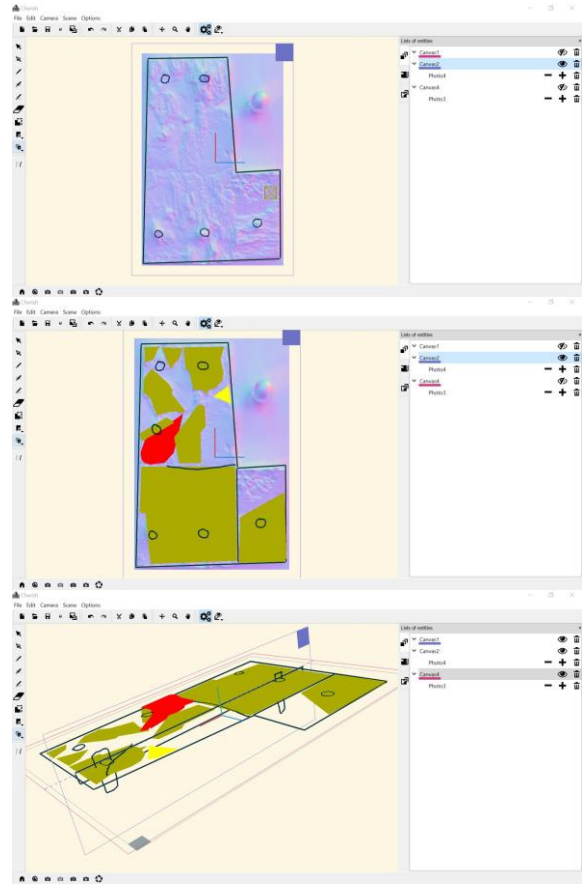 Cherish
File Edit Camera Scene Options
Lists of entities
Canvas1
Canvas2
Photo4
Canvas4
Photo3
Cherish
File Edit Camera Scene Options
Lists of entities
Canvas1
Canvas2
Photo4
Canvas4
Photo3
Cherish
File Edit Camera Scene Options
Lists of entities
Canvas1
Canvas2
Photo4
Canvas4
Photo3